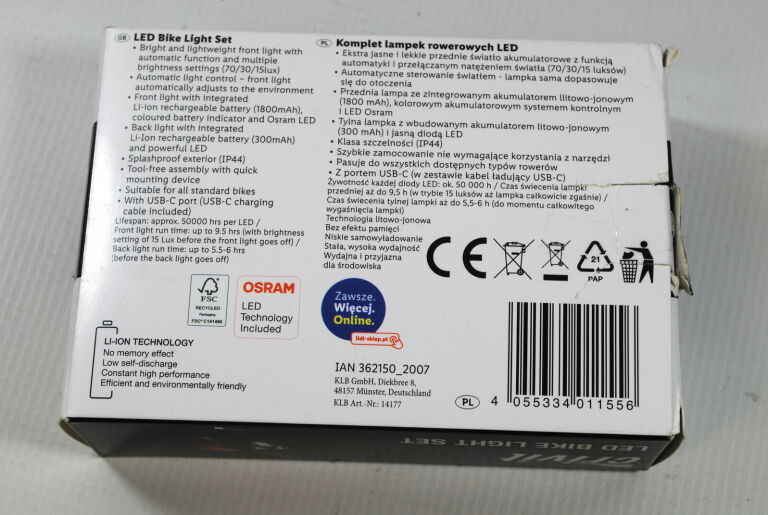 GB LED Bike Light Set
• Bright and lightweight front light with
automatic function and multiple
brightness settings (70/30/15lux)
• Automatic light control – front light
automatically adjusts to the environment
• Front light with integrated
Li-ion rechargeable battery (1800mAh),
coloured battery indicator and Osram LED
• Back light with integrated
Li-Ion rechargeable battery (300mAh)
and powerful LED
• Splashproof exterior (IP44)
• Tool-free assembly with quick
mounting device
• Suitable for all standard bikes
• With USB-C port (USB-C charging
cable included)
Lifespan: approx. 50000 hrs per LED /
Front light run time: up to 9.5 hrs (with brightness
setting of 15 Lux before the front light goes off) /
Back light run time: up to 5.5-6 hrs
(before the back light goes off)
PL Komplet lampek rowerowych LED
• Ekstra jasne i lekkie przednie światło akumulatorowe z funkcją
automatyki i przełączanym natężeniem światła (70/30/15 luksów)
• Automatyczne sterowanie światłem - lampka sama dopasowuje
się do otoczenia
• Przednia lampa ze zintegrowanym akumulatorem llitowo-jonowym
(1800 mAh), kolorowym akumulatorowym systemem kontrolnym
i LED Osram
• Tylna lampka z wbudowanym akumulatorem litowo-jonowym
(300 mAh) i jasną diodą LED
• Klasa szczelności (IP44)
• Szybkie zamocowanie nie wymagające korzystania z narzędzi
• Pasuje do wszystkich dostępnych typów rowerów
• Z portem USB-C (w zestawie kabel ładujący USB-C)
Żywotność każdej diody LED: ok. 50 000 h / Czas świecenia lampki
przedniej aż do 9,5 h (w trybie 15 luksów aż lampka całkowicie zgaśnie) /
Czas świecenia tylnej lampki aż do 5,5-6 h (do momentu całkowitego
wygaśnięcia lampki)
Technologia litowo-jonowa
Bez efektu pamięci
Niskie samowyładowanie
Stała, wysoka wydajność
Wydajna i przyjazna
dla środowiska
CE
21
PAP
FSC
RECYCLED
Packaging
FSC® C141488
OSRAM
LED
Technology
Included
Zawsze.
Więcej.
Online.
lidl-sklep.pl
LI-ION TECHNOLOGY
No memory effect
Low self-discharge
Constant high performance
Efficient and environmentally friendly
IAN 362150_2007
KLB GmbH, Diekbree 8,
48157 Münster, Deutschland
KLB Art.-Nr.: 14177
PL
4 055334 011556
crivit
LED BIKE LIGHT SET